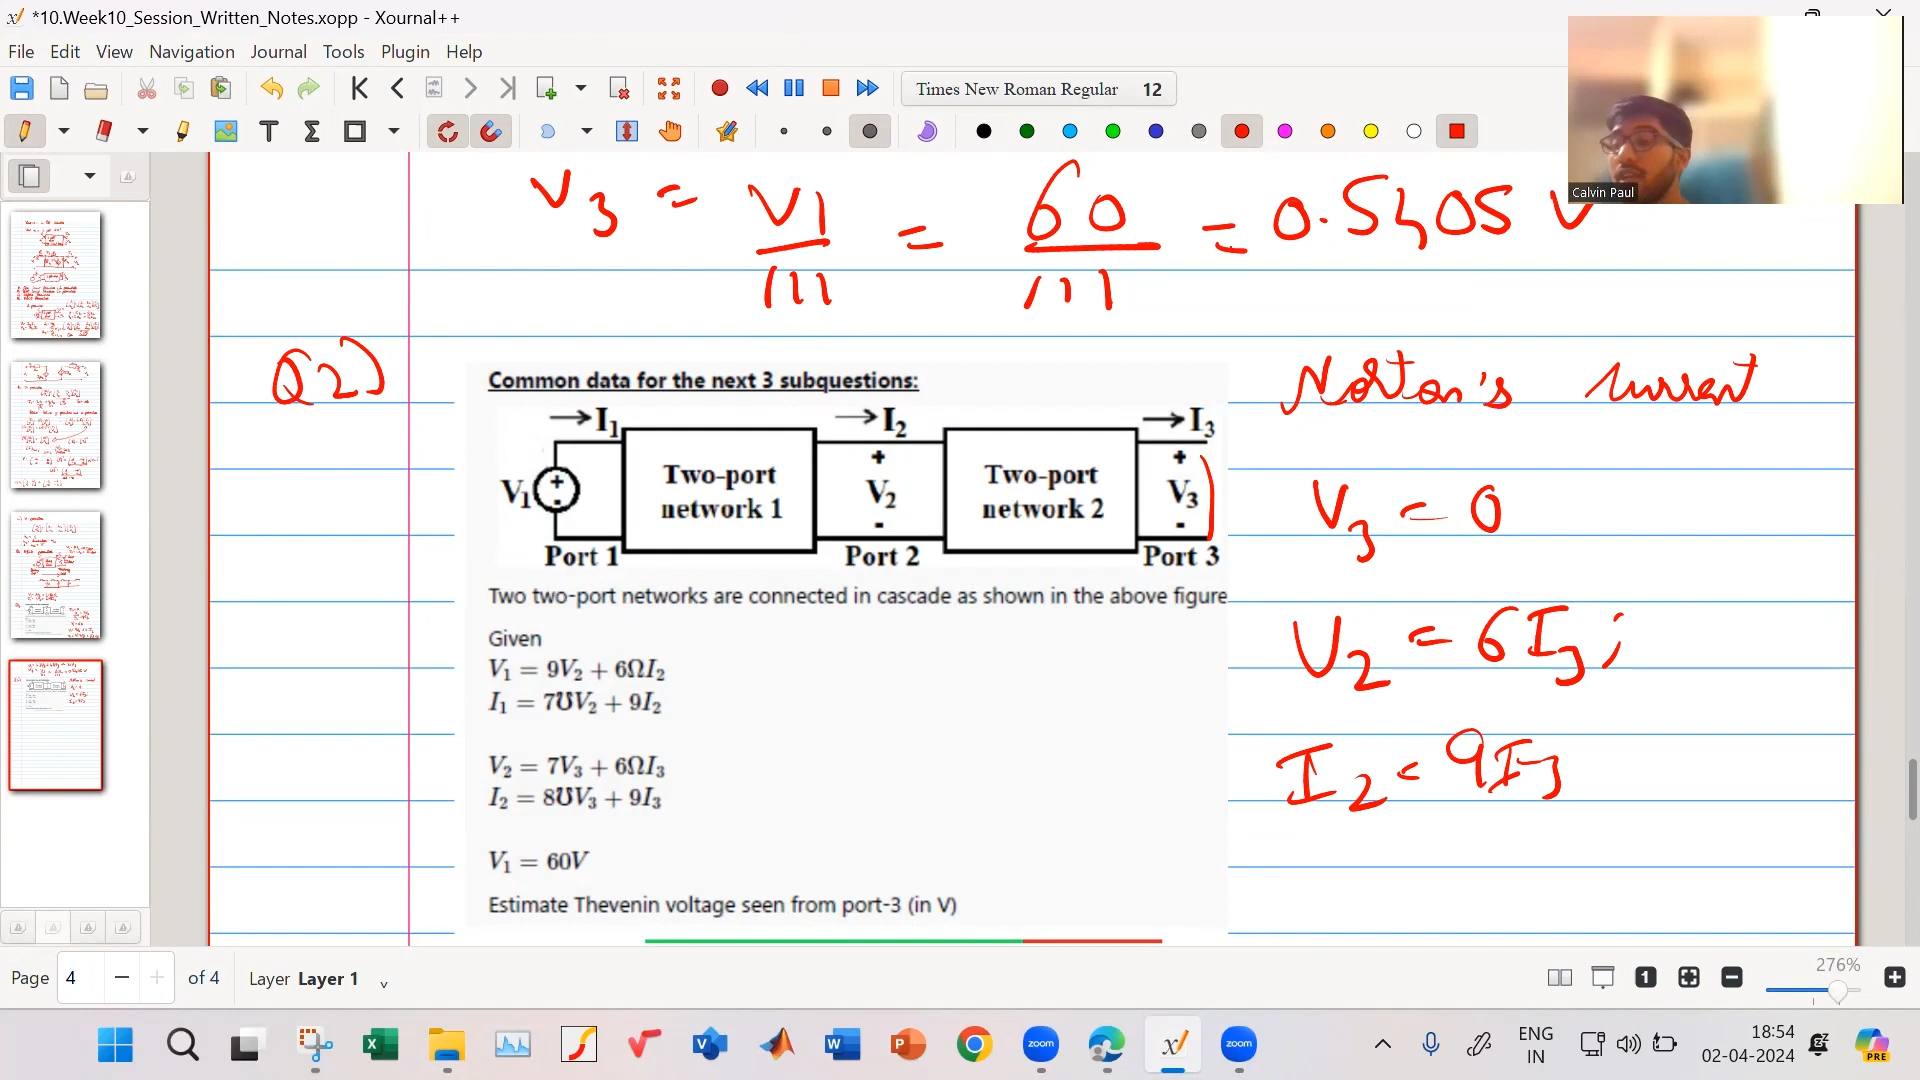 *10.Week10_Session_Written_Notes.xopp - Xournal++
File Edit View Navigation Journal Tools Plugin Help
Times New Roman Regular 12
Calvin Paul
V3 = V1/111 = 60/111 = 0.5405 V
Q2)
Common data for the next 3 subquestions:
→I₁ →I₂ →I₃
V₁ + - Two-port network 1 + V₂ - Two-port network 2 + V₃ -
Port 1 Port 2 Port 3
Two two-port networks are connected in cascade as shown in the above figure
Given
V₁ = 9V₂ + 6ΩI₂
I₁ = 7℧V₂ + 9I₂
V₂ = 7V₃ + 6ΩI₃
I₂ = 8℧V₃ + 9I₃
V₁ = 60V
Estimate Thevenin voltage seen from port-3 (in V)
Norton's current
V3 = 0
V2 = 6I3;
I2 = 9I3
Page 4 of 4 Layer Layer 1
276%
ENG
IN
18:54
02-04-2024
PRE
zoom
zoom